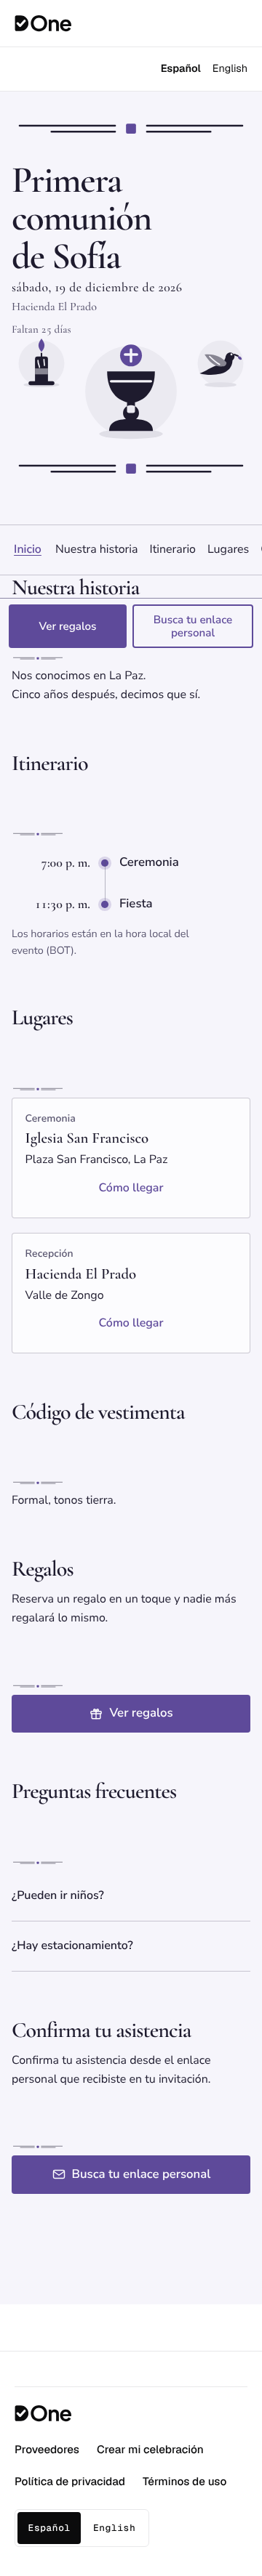 One
Español English
Primera
comunión
de Sofía
sábado, 19 de diciembre de 2026
Hacienda El Prado
Faltan 25 días
Inicio Nuestra historia Itinerario Lugares
Nuestra historia
Ver regalos
Busca tu enlace
personal
Nos conocimos en La Paz.
Cinco años después, decimos que sí.
Itinerario
7:00 p. m. Ceremonia
11:30 p. m. Fiesta
Los horarios están en la hora local del
evento (BOT).
Lugares
Ceremonia
Iglesia San Francisco
Plaza San Francisco, La Paz
Cómo llegar
Recepción
Hacienda El Prado
Valle de Zongo
Cómo llegar
Código de vestimenta
Formal, tonos tierra.
Regalos
Reserva un regalo en un toque y nadie más
regalará lo mismo.
Ver regalos
Preguntas frecuentes
¿Pueden ir niños?
¿Hay estacionamiento?
Confirma tu asistencia
Confirma tu asistencia desde el enlace
personal que recibiste en tu invitación.
Busca tu enlace personal
One
Proveedores Crear mi celebración
Política de privacidad Términos de uso
Español English